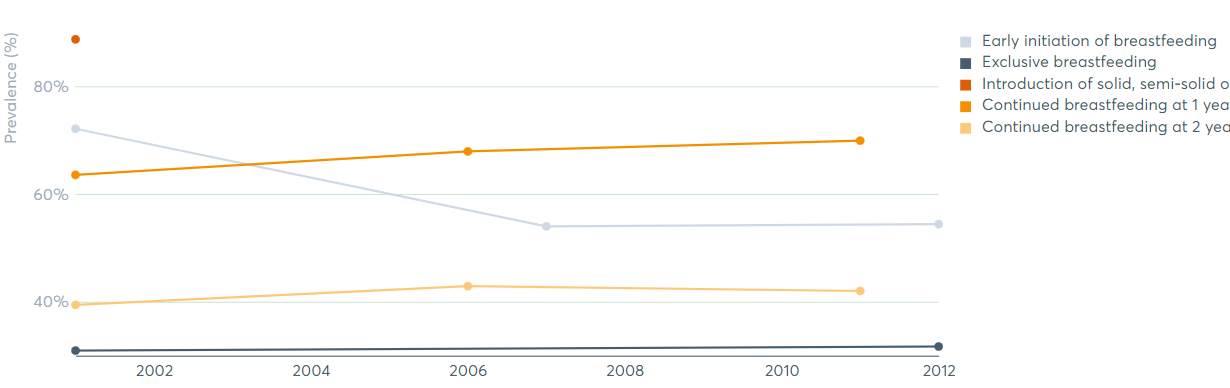 Prevalence (%)
80%
60%
40%
2002 2004 2006 2008 2010 2012
Early initiation of breastfeeding
Exclusive breastfeeding
Introduction of solid, semi-solid o
Continued breastfeeding at 1 yea
Continued breastfeeding at 2 yea